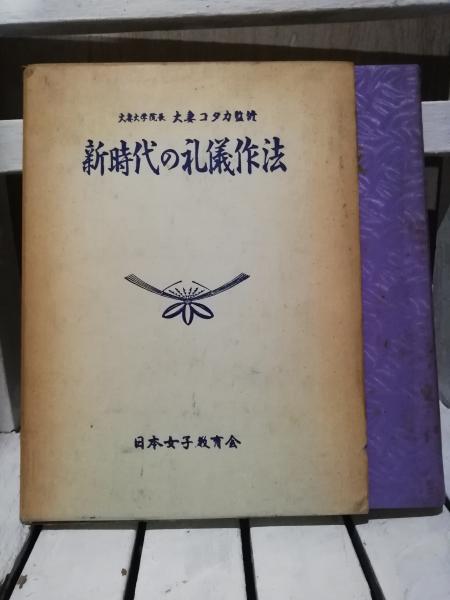 大妻大学院長 大妻コタカ監修
新時代の礼儀作法
日本女子教育会